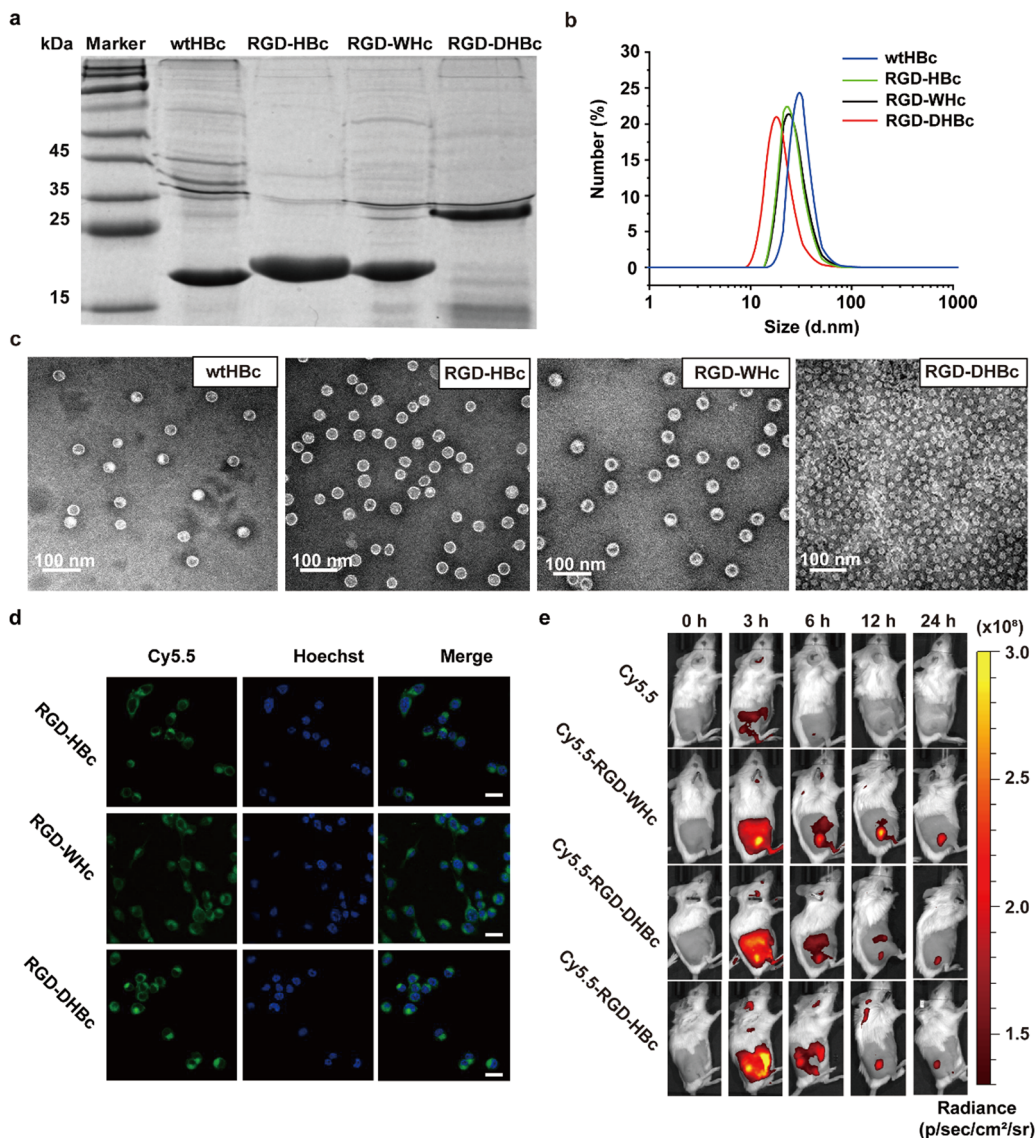 a
kDa Marker wtHBc RGD-HBc RGD-WHc RGD-DHBc
45
35
25
15
b
30
25
20
15
10
5
0
Number (%)
wtHBc
RGD-HBc
RGD-WHc
RGD-DHBc
1 10 100 1000
Size (d.nm)
c
wtHBc
100 nm
RGD-HBc
100 nm
RGD-WHc
100 nm
RGD-DHBc
100 nm
d
Cy5.5 Hoechst Merge
RGD-HBc
RGD-WHc
RGD-DHBc
e
0 h 3 h 6 h 12 h 24 h
Cy5.5
Cy5.5-RGD-WHc
Cy5.5-RGD-DHBc
Cy5.5-RGD-HBc
(x10⁸)
3.0
2.5
2.0
1.5
Radiance
(p/sec/cm²/sr)